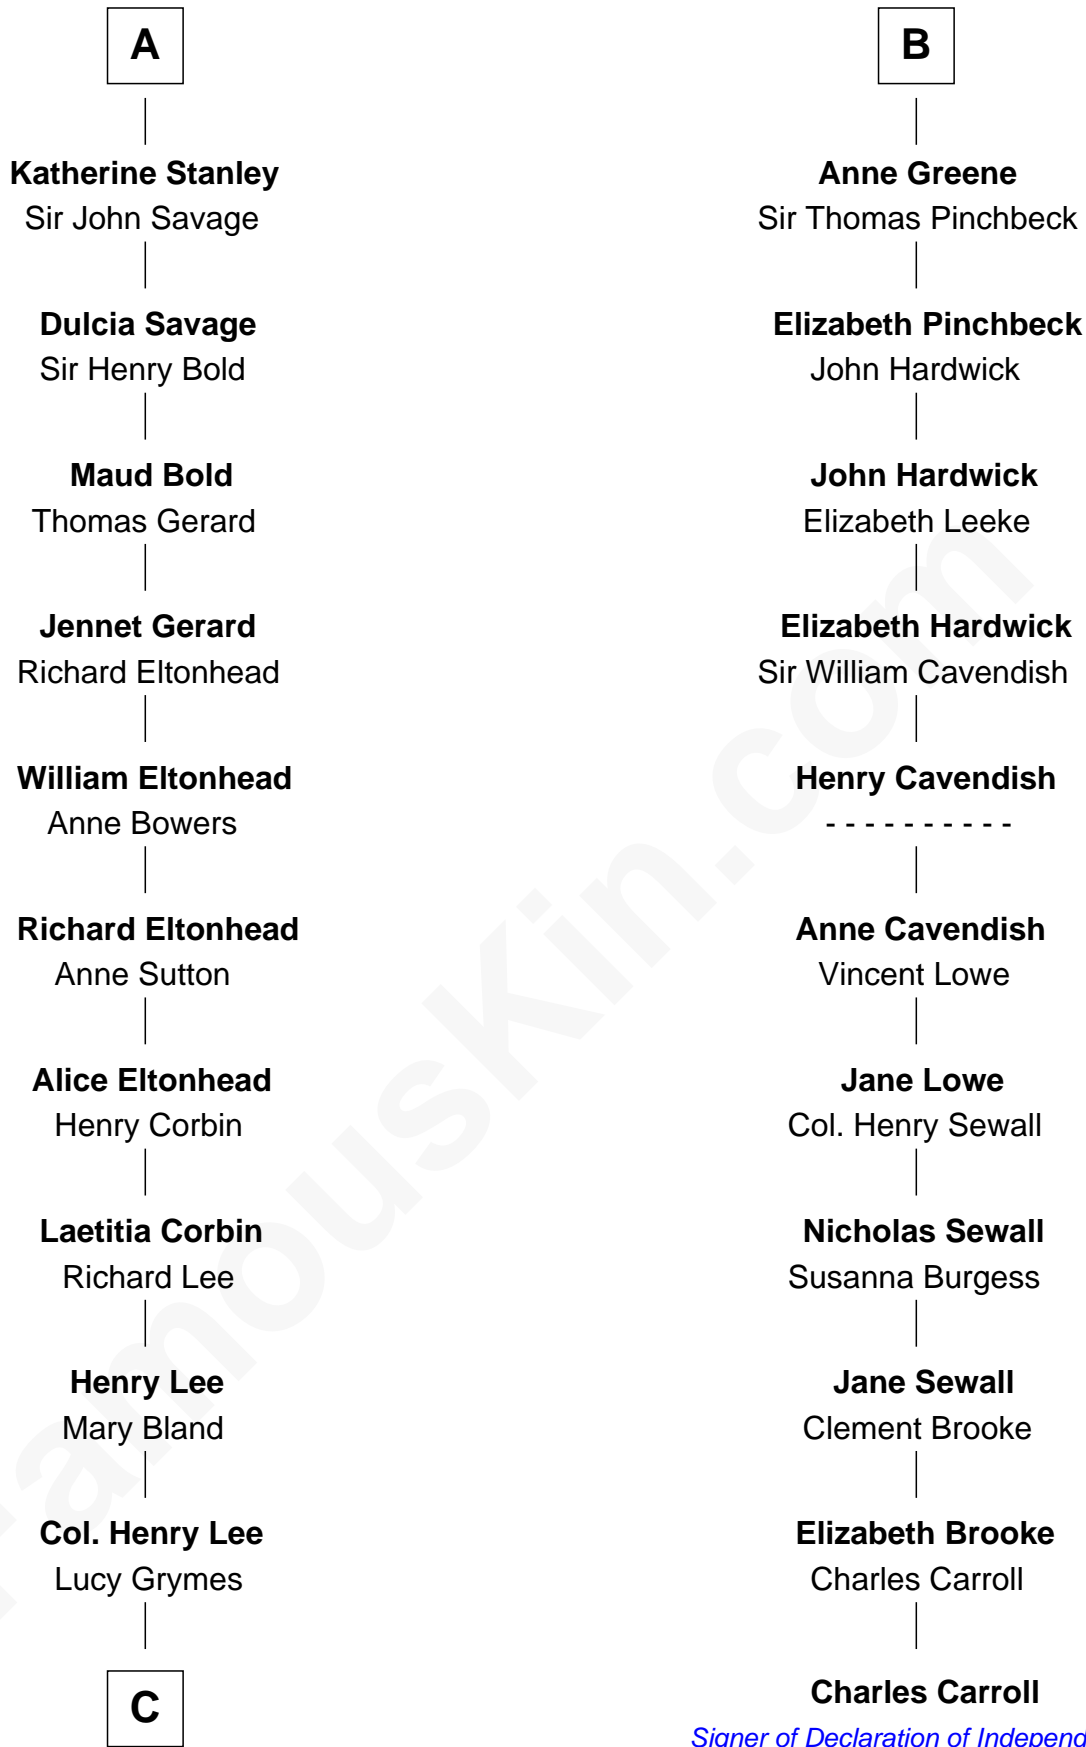 A
Katherine Stanley
Sir John Savage
Dulcia Savage
Sir Henry Bold
Maud Bold
Thomas Gerard
Jennet Gerard
Richard Eltonhead
William Eltonhead
Anne Bowers
Richard Eltonhead
Anne Sutton
Alice Eltonhead
Henry Corbin
Laetitia Corbin
Richard Lee
Henry Lee
Mary Bland
Col. Henry Lee
Lucy Grymes
C
B
Anne Greene
Sir Thomas Pinchbeck
Elizabeth Pinchbeck
John Hardwick
John Hardwick
Elizabeth Leeke
Elizabeth Hardwick
Sir William Cavendish
Henry Cavendish
- - - - - - - - - -
Anne Cavendish
Vincent Lowe
Jane Lowe
Col. Henry Sewall
Nicholas Sewall
Susanna Burgess
Jane Sewall
Clement Brooke
Elizabeth Brooke
Charles Carroll
Charles Carroll
Signer of Declaration of Independ
FamousKin.com